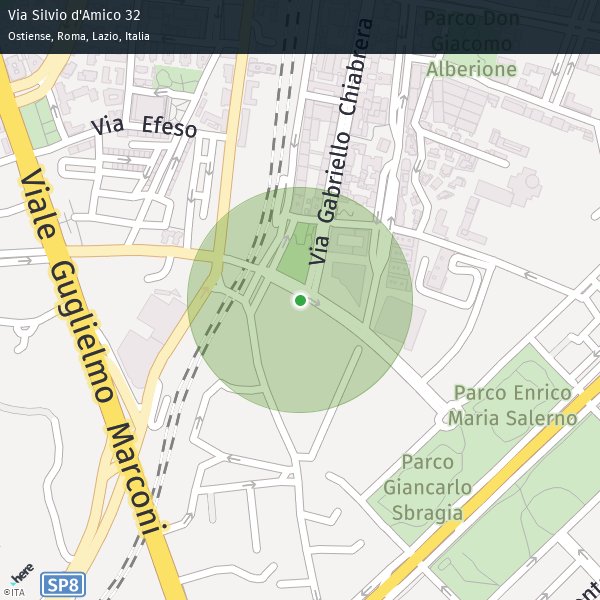 Via Silvio d'Amico 32
Ostiense, Roma, Lazio, Italia
Parco Don
Giacomo
Alberione
Via Efeso
Via Gabriello Chiabrera
Viale Guglielmo Marconi
Parco Enrico
Maria Salerno
Parco
Giancarlo
Sbragia
here
SP8
©ITA